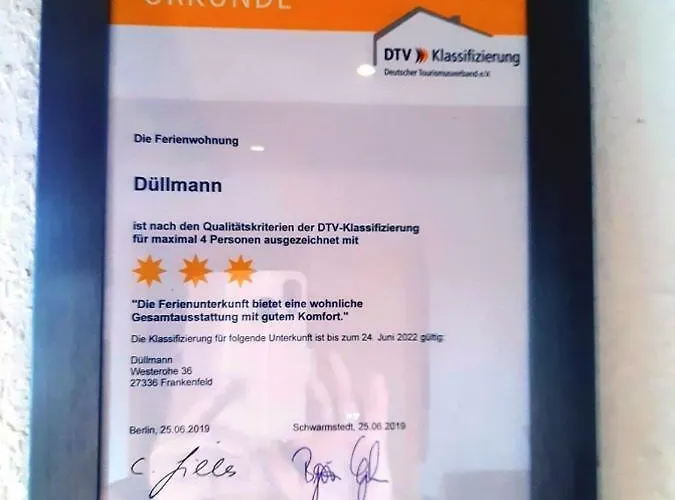 URKUNDE
DTV Klassifizierung
Deutscher Tourismusverband e.V.
Die Ferienwohnung
Düllmann
ist nach den Qualitätskriterien der DTV-Klassifizierung
für maximal 4 Personen ausgezeichnet mit
"Die Ferienunterkunft bietet eine wohnliche
Gesamtausstattung mit gutem Komfort."
Die Klassifizierung für folgende Unterkunft ist bis zum 24. Juni 2022 gültig:
Düllmann
Westerohe 36
27336 Frankenfeld
Berlin, 25.06.2019
Schwarmstedt, 25.06.2019